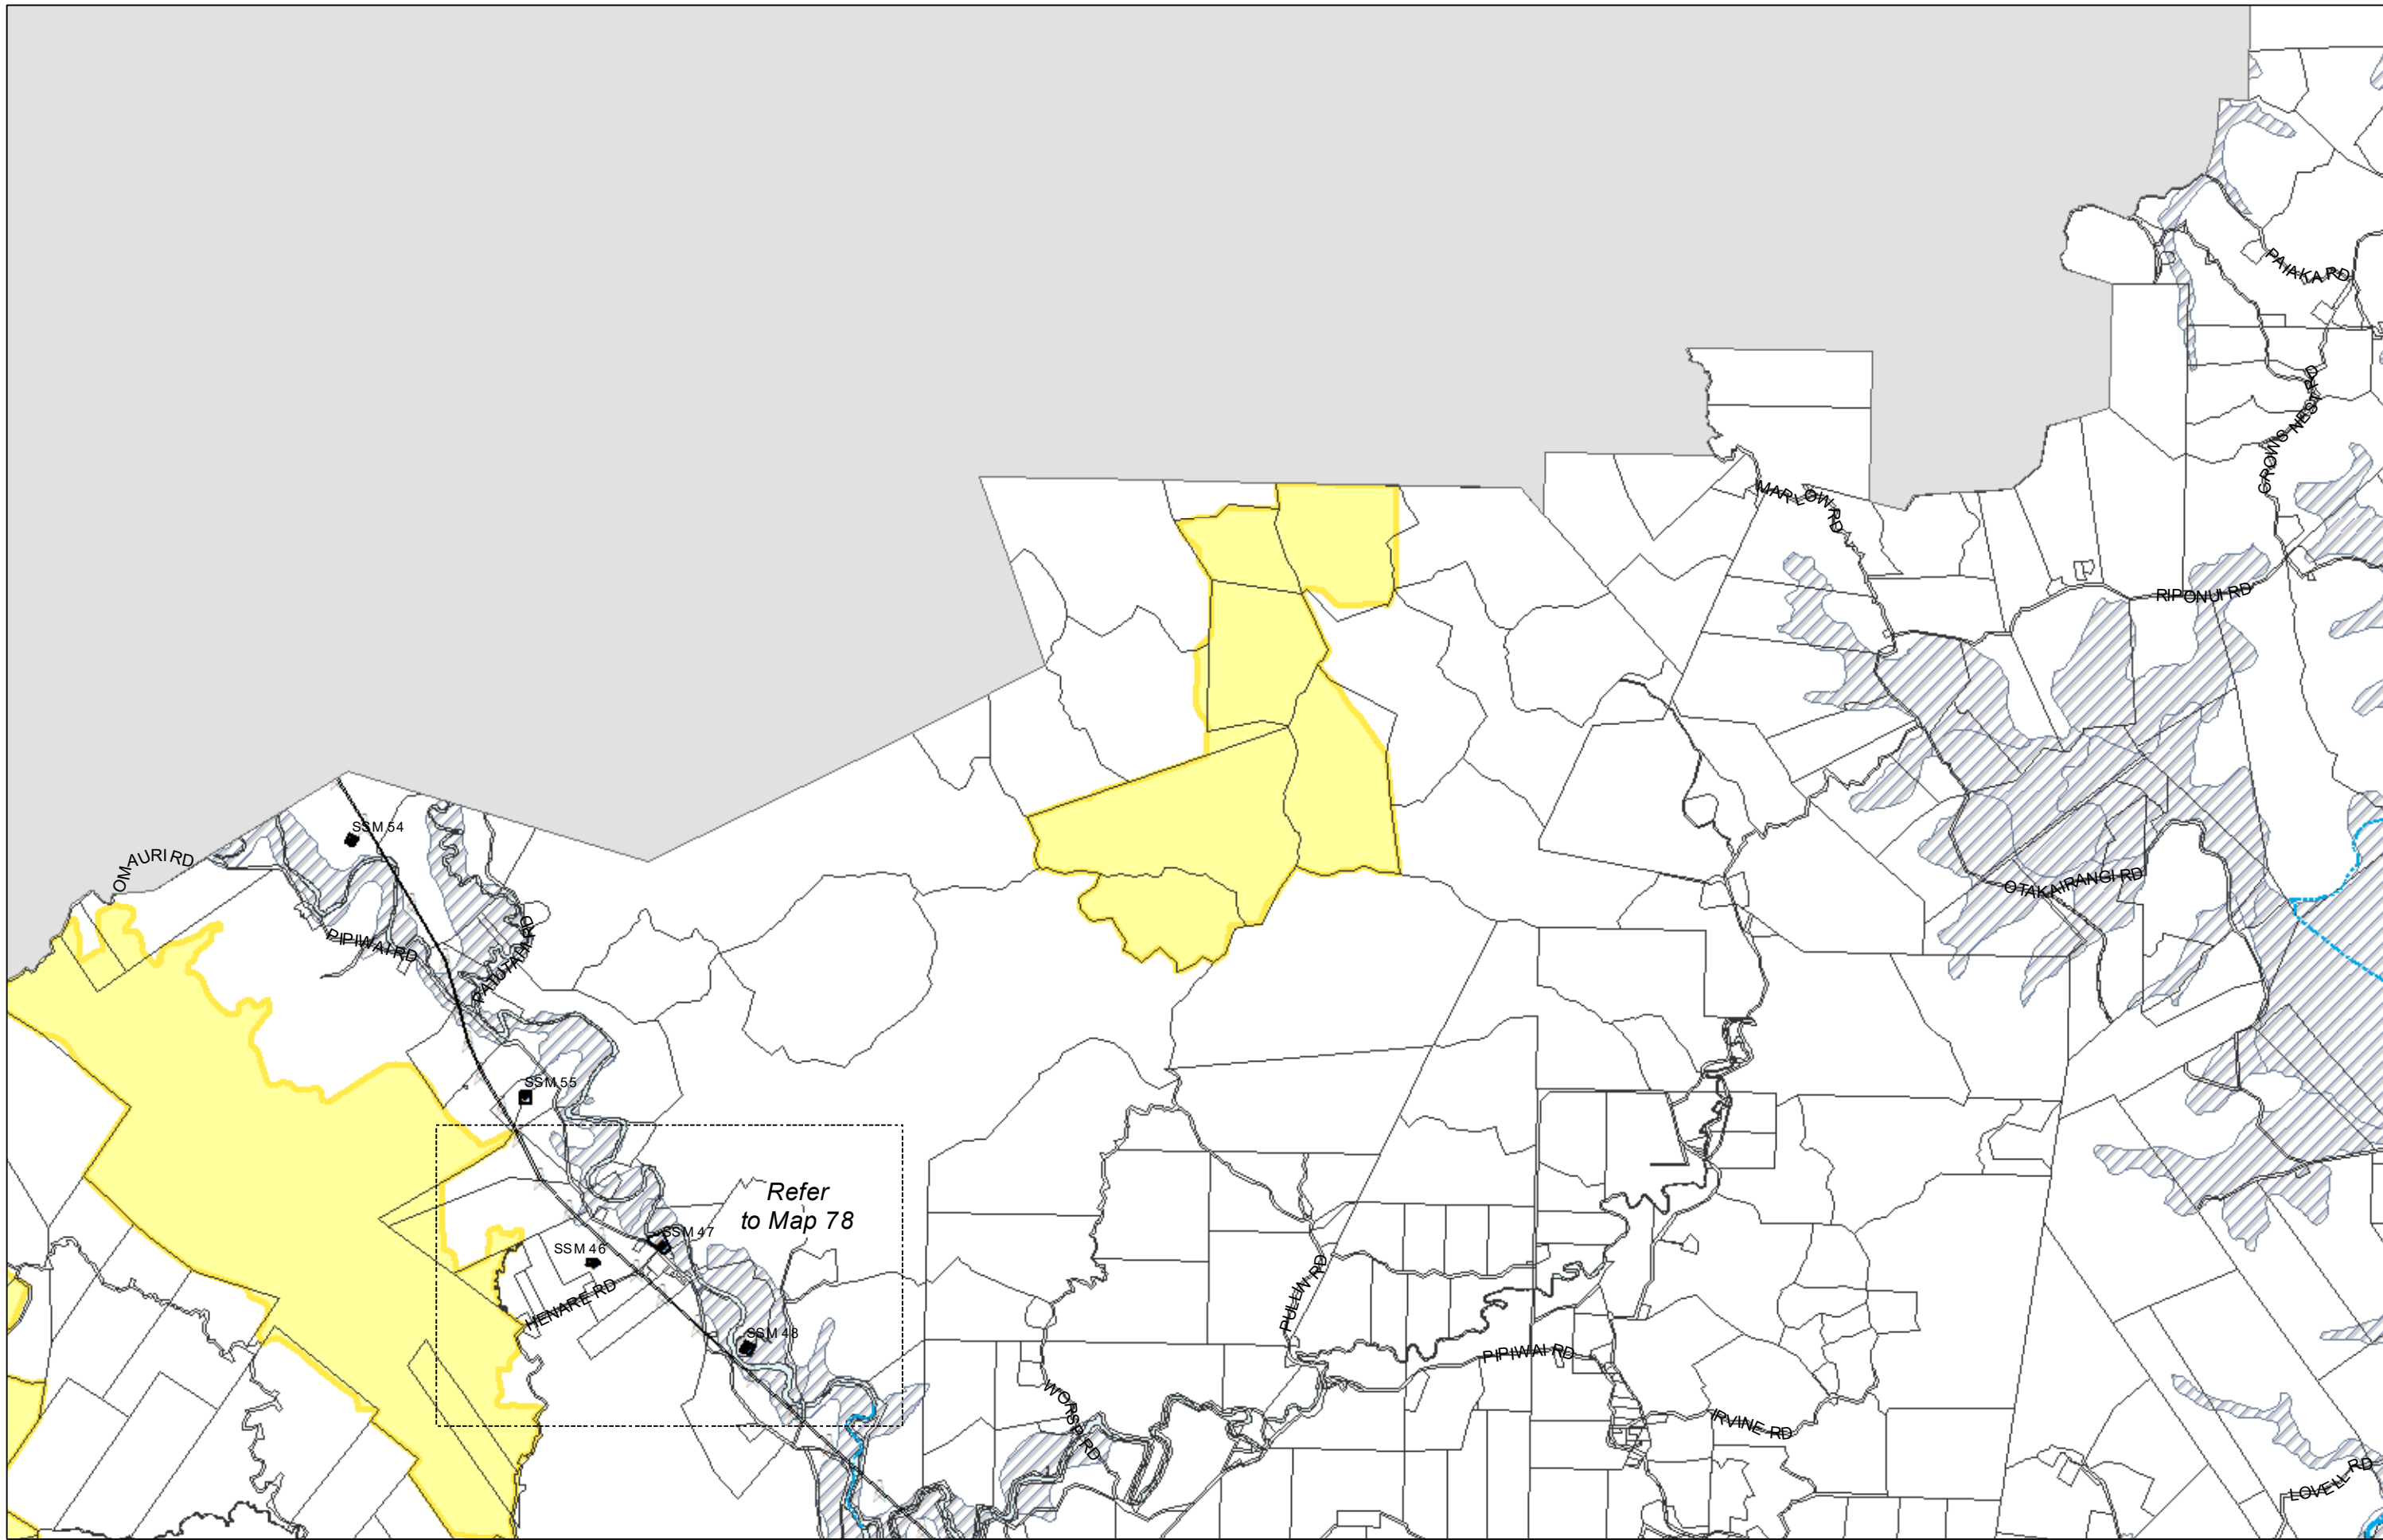 PAIAKA RD
CROWS NEST RD
MARLOW RD
RIPONUI RD
SSM 54
OMAURI RD
OTAKAIRANGI RD
PIPIWAI RD
PATUTAHI RD
SSM 55
Refer
to Map 78
SSM 47
SSM 46
HENARE RD
PULLIN RD
SSM 48
PIPIWAI RD
WORSP RD
IRVINE RD
LOVELL RD